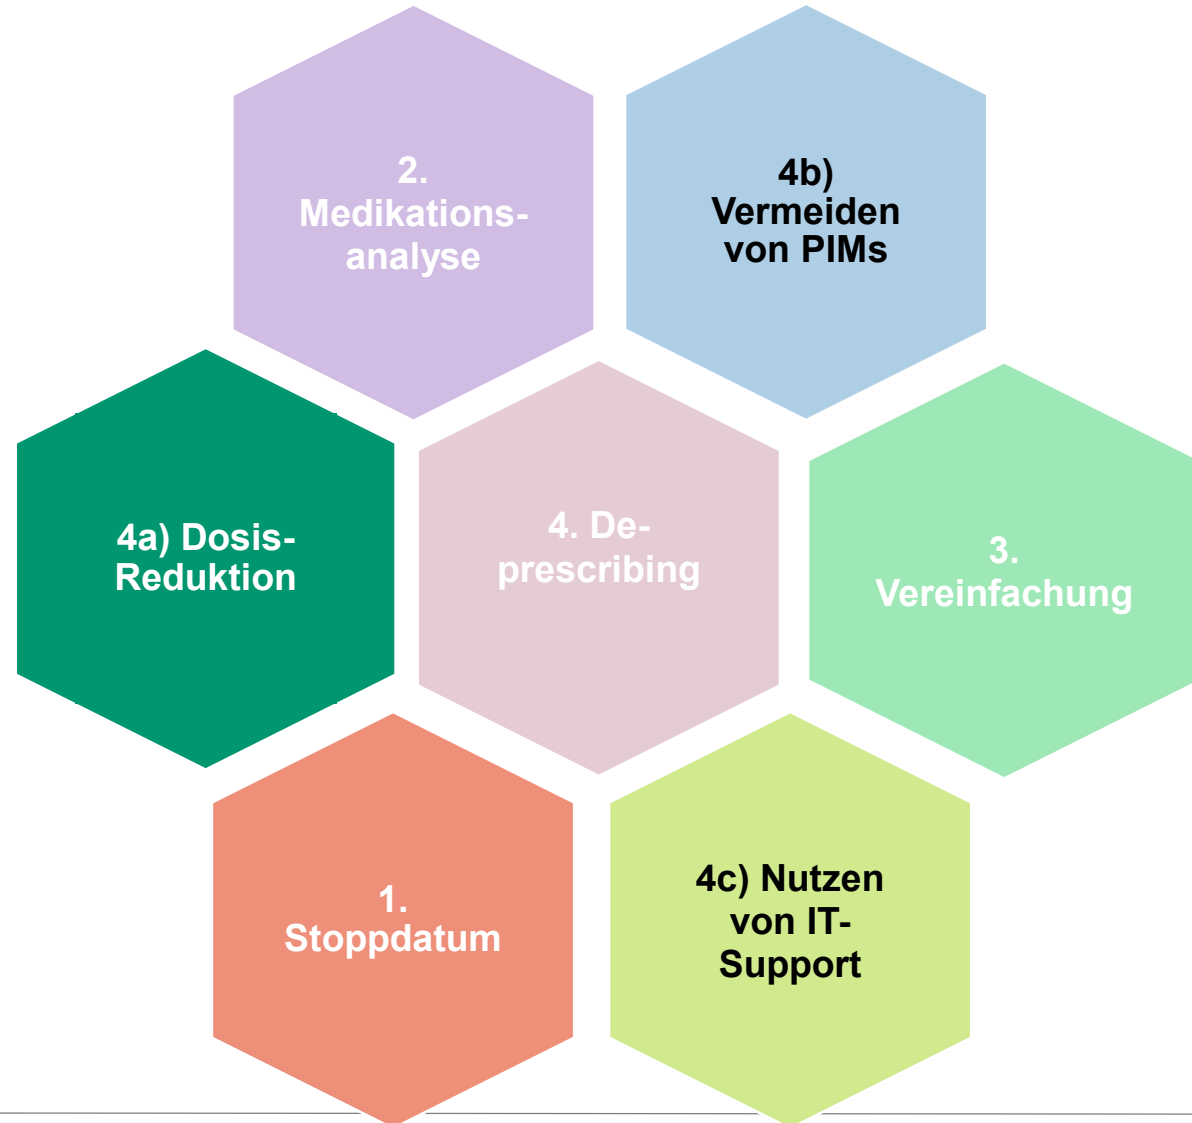 2.
Medikations-
analyse
4b)
Vermeiden
von PIMs
4a) Dosis-
Reduktion
4. De-
prescribing
3.
Vereinfachung
1.
Stoppdatum
4c) Nutzen
von IT-
Support